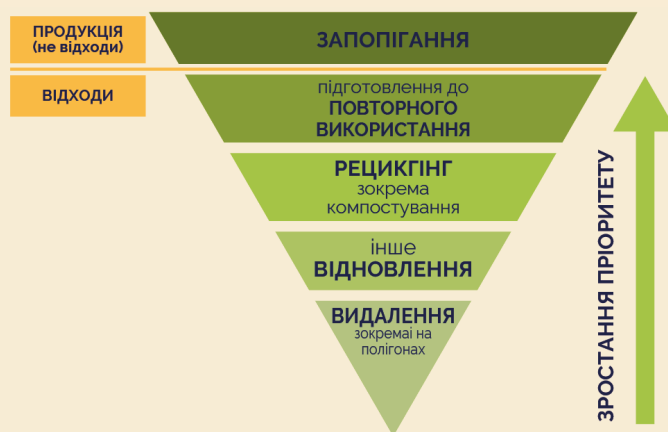 ПРОДУКЦІЯ
(не відходи)
ЗАПОПІГАННЯ
ВІДХОДИ
підготовлення до
ПОВТОРНОГО
ВИКОРИСТАННЯ
РЕЦИКГІНГ
зокрема
компостування
інше
ВІДНОВЛЕННЯ
ВИДАЛЕННЯ
зокремаі на
полігонах
ЗРОСТАННЯ ПРІОРИТЕТУ